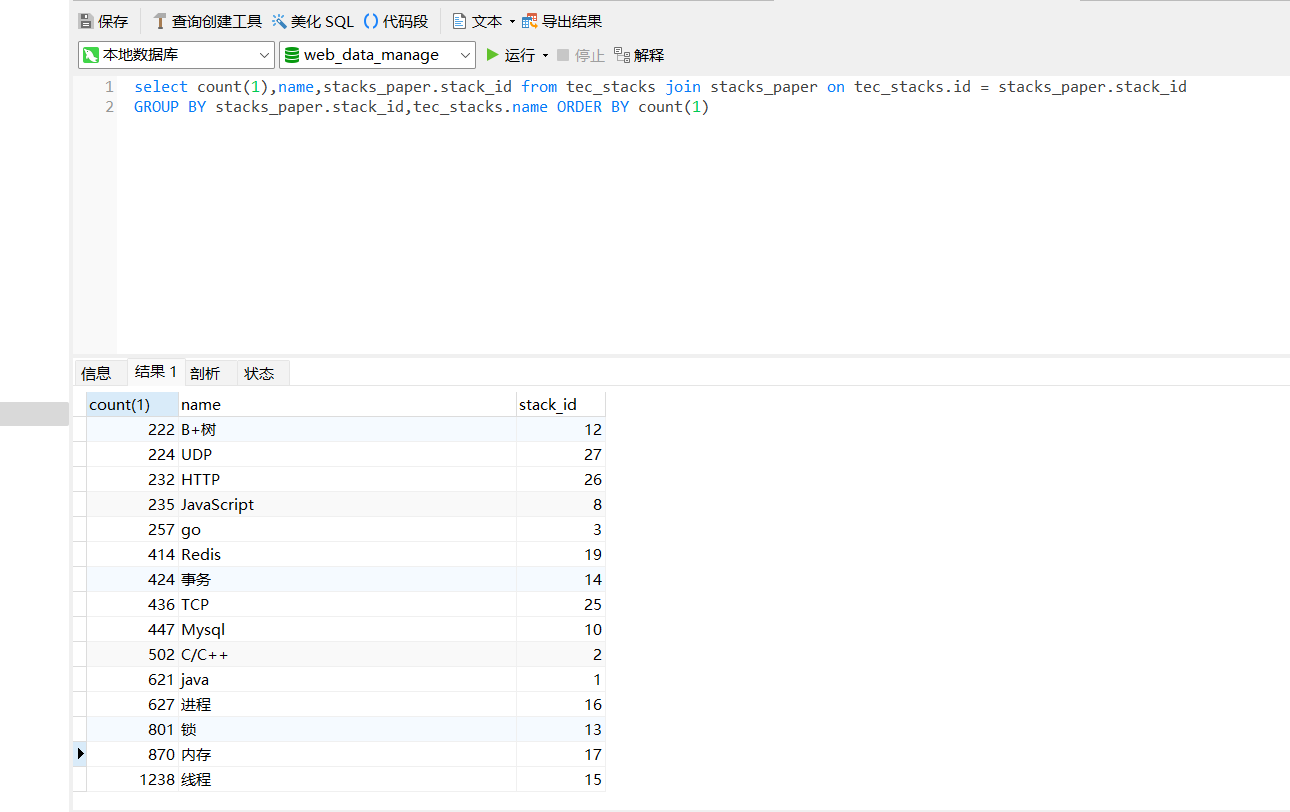 保存 查询创建工具 美化 SQL () 代码段 文本 导出结果
本地数据库 web_data_manage 运行 停止 解释
1 select count(1),name,stacks_paper.stack_id from tec_stacks join stacks_paper on tec_stacks.id = stacks_paper.stack_id
2 GROUP BY stacks_paper.stack_id,tec_stacks.name ORDER BY count(1)
信息 结果 1 剖析 状态
count(1) name stack_id
222 B+树 12
224 UDP 27
232 HTTP 26
235 JavaScript 8
257 go 3
414 Redis 19
424 事务 14
436 TCP 25
447 Mysql 10
502 C/C++ 2
621 java 1
627 进程 16
801 锁 13
870 内存 17
1238 线程 15